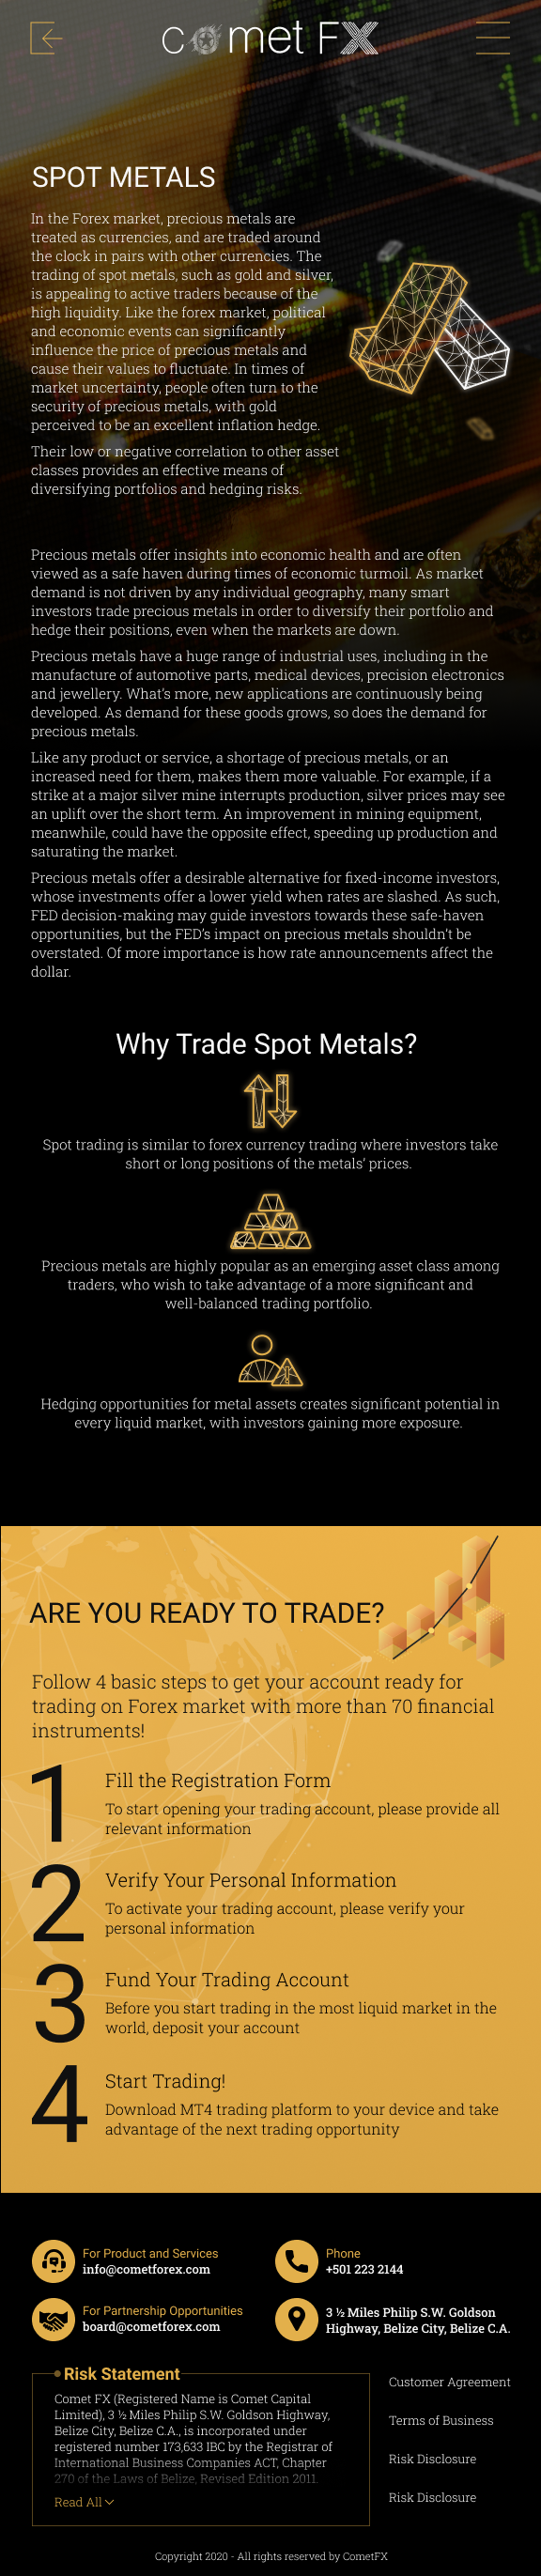 comet FX
SPOT METALS
In the Forex market, precious metals are
treated as currencies, and are traded around
the clock in pairs with other currencies. The
trading of spot metals, such as gold and silver,
is appealing to active traders because of the
high liquidity. Like the forex market, political
and economic events can significantly
influence the price of precious metals and
cause their values to fluctuate. In times of
market uncertainty, people often turn to the
security of precious metals, with gold
perceived to be an excellent inflation hedge.
Their low or negative correlation to other asset
classes provides an effective means of
diversifying portfolios and hedging risks.
Precious metals offer insights into economic health and are often
viewed as a safe haven during times of economic turmoil. As market
demand is not driven by any individual geography, many smart
investors trade precious metals in order to diversify their portfolio and
hedge their positions, even when the markets are down.
Precious metals have a huge range of industrial uses, including in the
manufacture of automotive parts, medical devices, precision electronics
and jewellery. What's more, new applications are continuously being
developed. As demand for these goods grows, so does the demand for
precious metals.
Like any product or service, a shortage of precious metals, or an
increased need for them, makes them more valuable. For example, if a
strike at a major silver mine interrupts production, silver prices may see
an uplift over the short term. An improvement in mining equipment,
meanwhile, could have the opposite effect, speeding up production and
saturating the market.
Precious metals offer a desirable alternative for fixed-income investors,
whose investments offer a lower yield when rates are slashed. As such,
FED decision-making may guide investors towards these safe-haven
opportunities, but the FED's impact on precious metals shouldn't be
overstated. Of more importance is how rate announcements affect the
dollar.
Why Trade Spot Metals?
Spot trading is similar to forex currency trading where investors take
short or long positions of the metals' prices.
Precious metals are highly popular as an emerging asset class among
traders, who wish to take advantage of a more significant and
well-balanced trading portfolio.
Hedging opportunities for metal assets creates significant potential in
every liquid market, with investors gaining more exposure.
ARE YOU READY TO TRADE?
Follow 4 basic steps to get your account ready for
trading on Forex market with more than 70 financial
instruments!
1
Fill the Registration Form
To start opening your trading account, please provide all
relevant information
2
Verify Your Personal Information
To activate your trading account, please verify your
personal information
3
Fund Your Trading Account
Before you start trading in the most liquid market in the
world, deposit your account
4
Start Trading!
Download MT4 trading platform to your device and take
advantage of the next trading opportunity
For Product and Services
info@cometforex.com
Phone
+501 223 2144
For Partnership Opportunities
board@cometforex.com
3 ½ Miles Philip S.W. Goldson
Highway, Belize City, Belize C.A.
Risk Statement
Comet FX (Registered Name is Comet Capital
Limited), 3 ½ Miles Philip S.W. Goldson Highway,
Belize City, Belize C.A., is incorporated under
registered number 173,633 IBC by the Registrar of
International Business Companies ACT, Chapter
270 of the Laws of Belize, Revised Edition 2011.
Read All
Customer Agreement
Terms of Business
Risk Disclosure
Risk Disclosure
Copyright 2020 - All rights reserved by CometFX